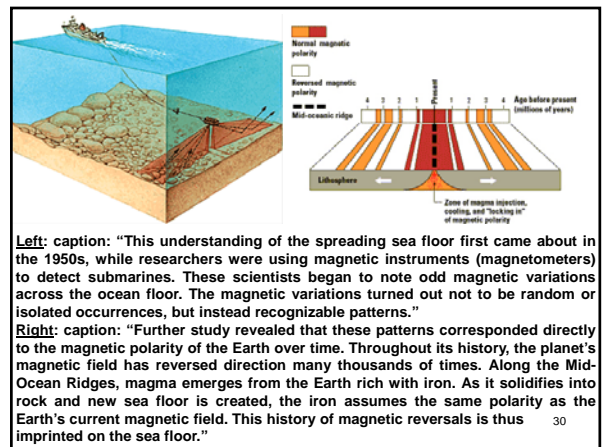 Normal magnetic
polarity
Reversed magnetic
polarity
Mid-oceanic ridge
Present
4 3 2 1 1 2 3 4 Age before present
(millions of years)
Lithosphere
Zone of magma injection,
cooling, and "locking in"
of magnetic polarity
Left: caption: “This understanding of the spreading sea floor first came about in
the 1950s, while researchers were using magnetic instruments (magnetometers)
to detect submarines. These scientists began to note odd magnetic variations
across the ocean floor. The magnetic variations turned out not to be random or
isolated occurrences, but instead recognizable patterns.”
Right: caption: “Further study revealed that these patterns corresponded directly
to the magnetic polarity of the Earth over time. Throughout its history, the planet’s
magnetic field has reversed direction many thousands of times. Along the Mid-
Ocean Ridges, magma emerges from the Earth rich with iron. As it solidifies into
rock and new sea floor is created, the iron assumes the same polarity as the
Earth’s current magnetic field. This history of magnetic reversals is thus
imprinted on the sea floor.”
30